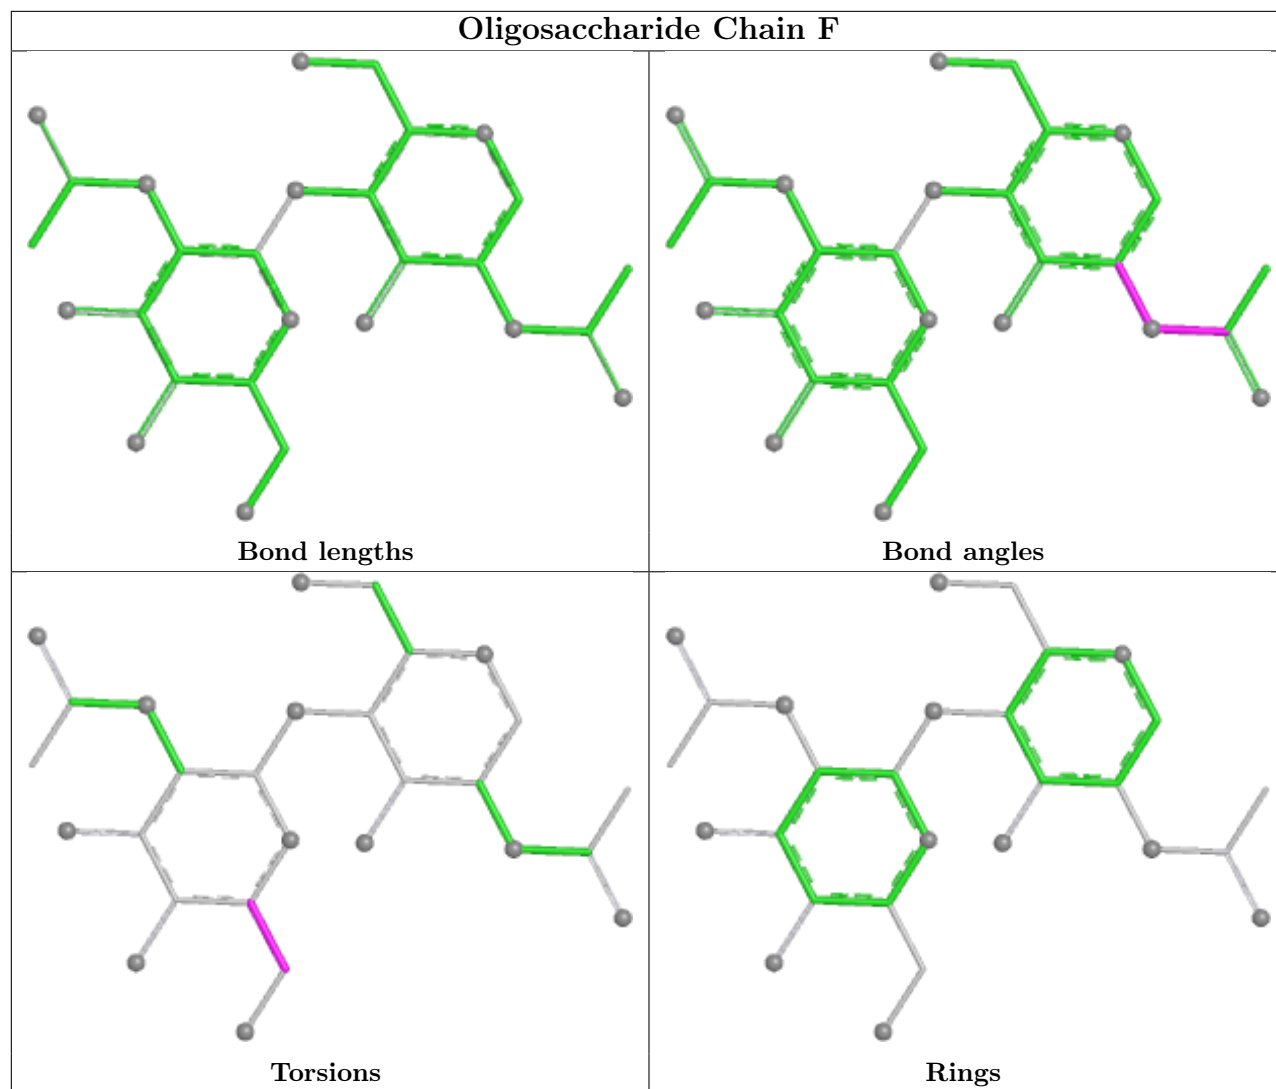 Oligosaccharide Chain F
Bond lengths
Bond angles
Torsions
Rings